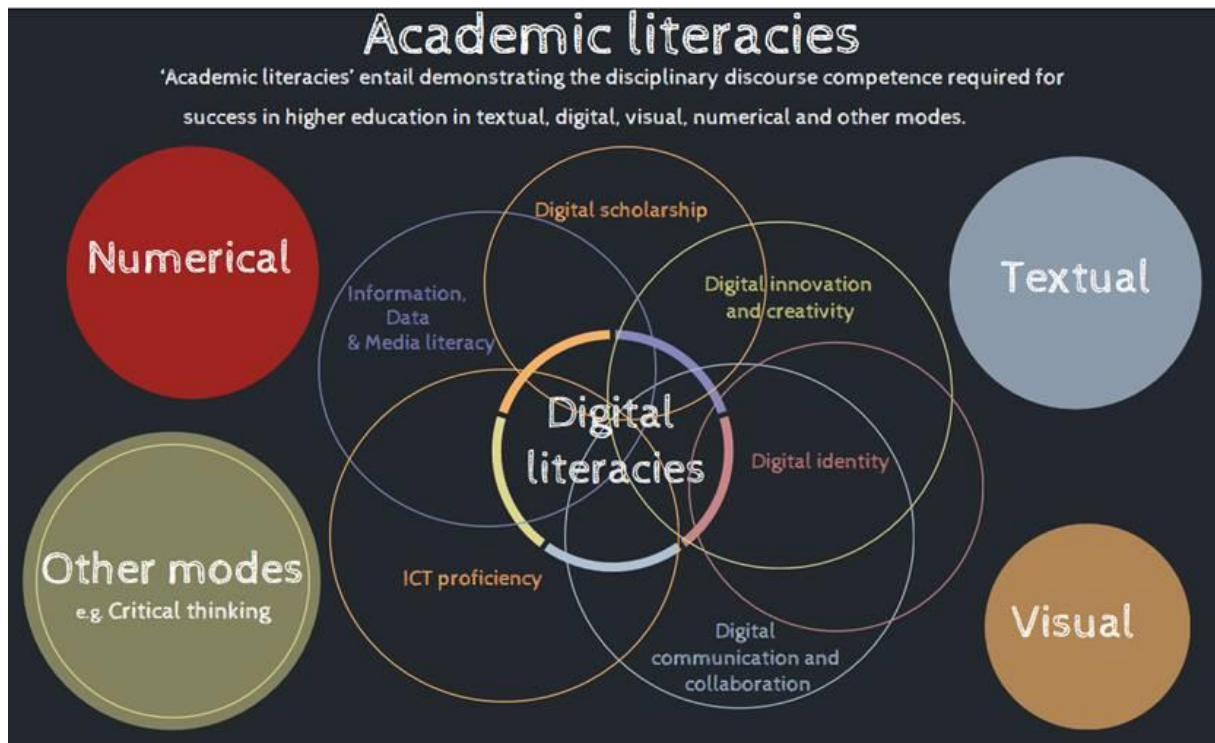 Academic literacies
‘Academic literacies’ entail demonstrating the disciplinary discourse competence required for
success in higher education in textual, digital, visual, numerical and other modes.
Numerical
Digital scholarship
Textual
Information,
Data
& Media literacy
Digital innovation
and creativity
Digital
literacies
Digital identity
Other modes
e.g. Critical thinking
ICT proficiency
Digital
communication and
collaboration
Visual